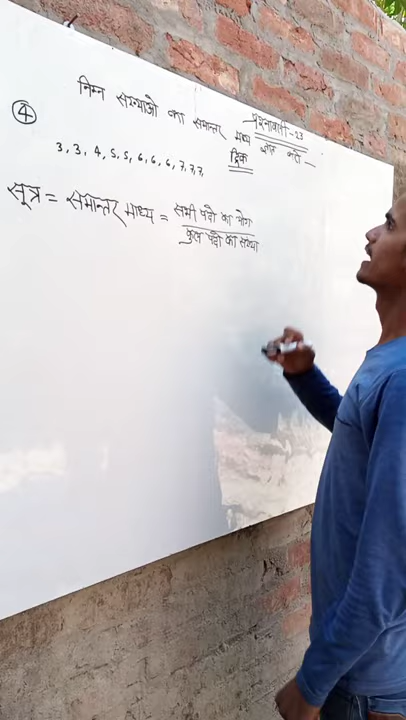 प्रश्नावली-23
④ निम्न संख्याओ का समान्तर माध्य ज्ञात करो —
3, 3, 4, 5, 5, 6, 6, 6, 7, 7, 7,
सूत्र = समान्तर माध्य = सभी पदो का योग
कुल पदो की संख्या